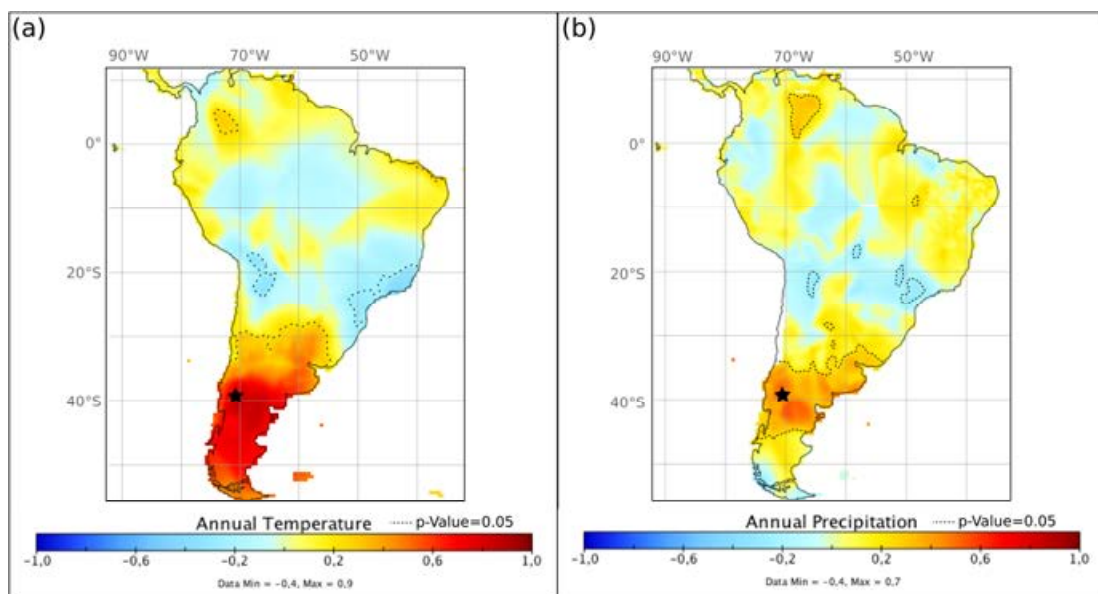 (a)
90°W 70°W 50°W
0°
20°S
40°S
Annual Temperature p-Value=0.05
-1,0 -0,6 -0,2 0,2 0,6 1,0
Data Min = -0,4, Max = 0,9
(b)
90°W 70°W 50°W
0°
20°S
40°S
Annual Precipitation p-Value=0.05
-1,0 -0,6 -0,2 0,2 0,6 1,0
Data Min = -0,4, Max = 0,7